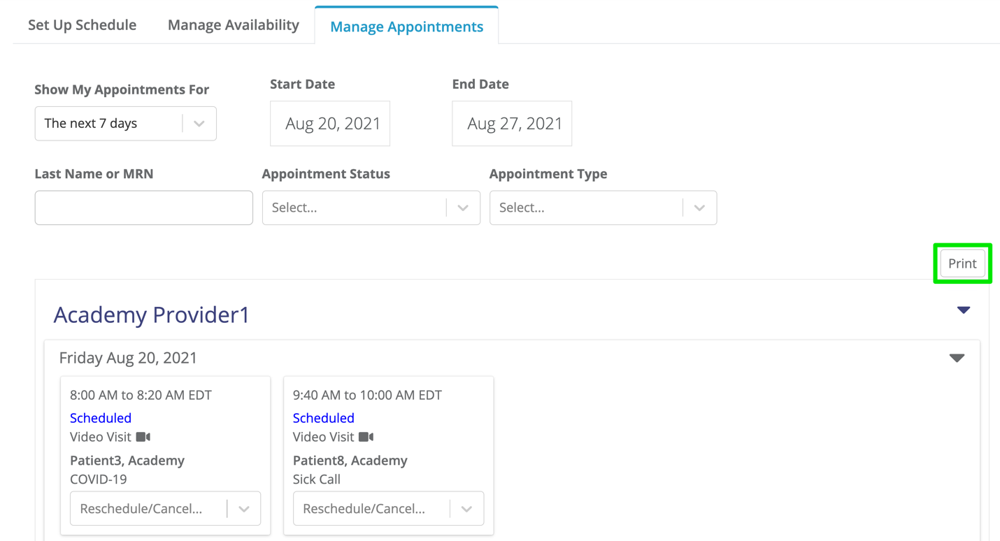 Set Up Schedule Manage Availability Manage Appointments
Show My Appointments For Start Date End Date
The next 7 days Aug 20, 2021 Aug 27, 2021
Last Name or MRN Appointment Status Appointment Type
Select... Select...
Print
Academy Provider1
Friday Aug 20, 2021
8:00 AM to 8:20 AM EDT
Scheduled
Video Visit
Patient3, Academy
COVID-19
Reschedule/Cancel...
9:40 AM to 10:00 AM EDT
Scheduled
Video Visit
Patient8, Academy
Sick Call
Reschedule/Cancel...